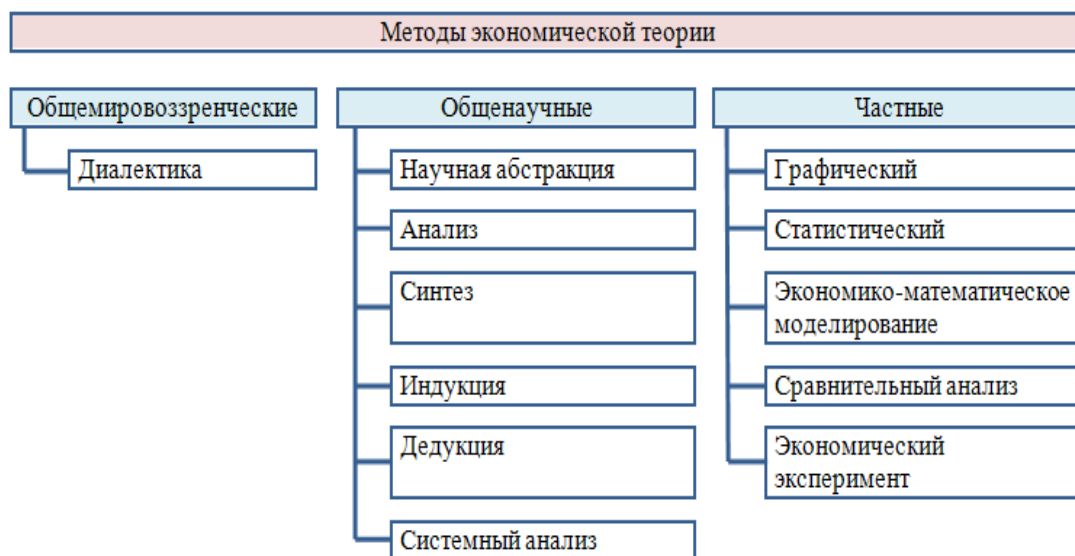 Методы экономической теории
Общемировоззренческие
Диалектика
Общенаучные
Научная абстракция
Анализ
Синтез
Индукция
Дедукция
Системный анализ
Частные
Графический
Статистический
Экономико-математическое
моделирование
Сравнительный анализ
Экономический
эксперимент